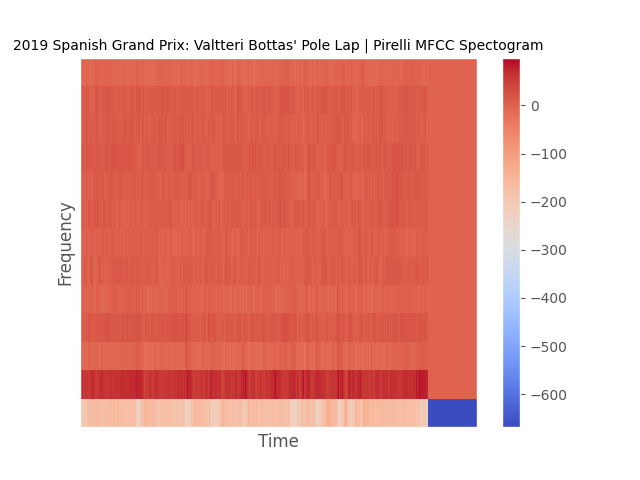 2019 Spanish Grand Prix: Valtteri Bottas' Pole Lap | Pirelli MFCC Spectogram
Frequency
Time
0
−100
−200
−300
−400
−500
−600